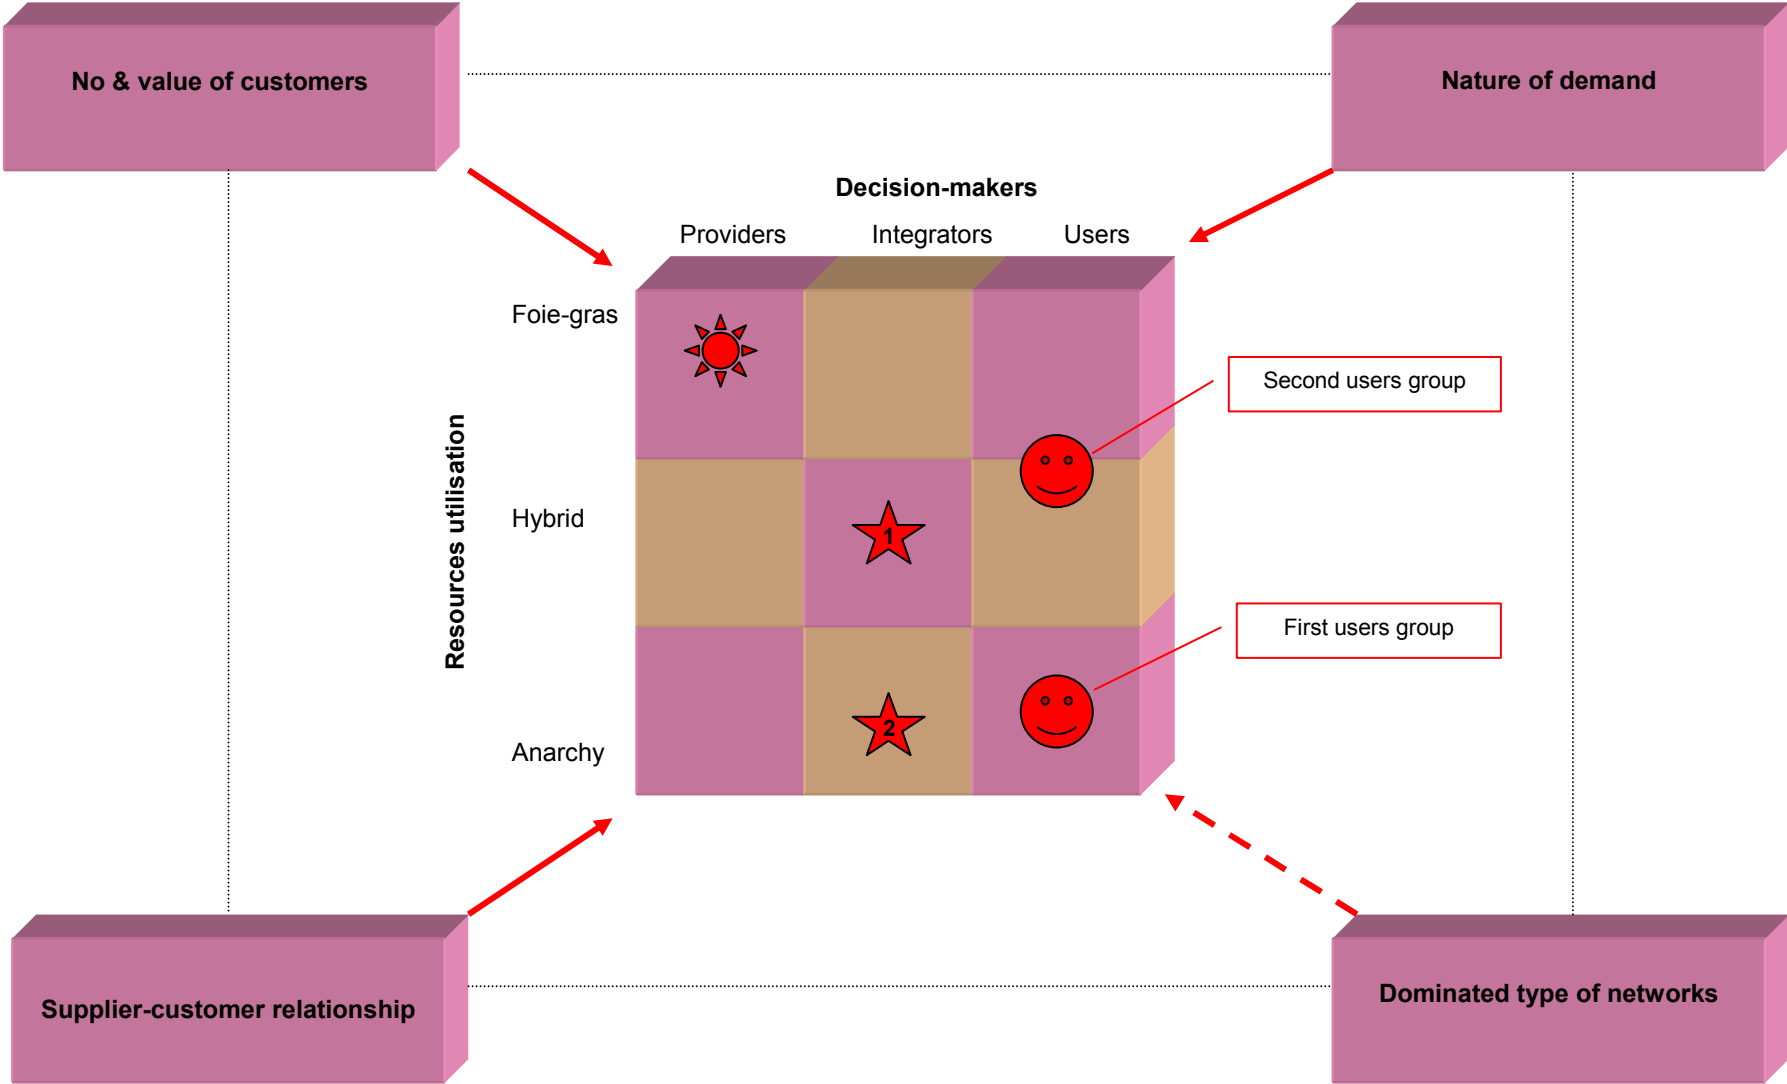 No & value of customers
Nature of demand
Decision-makers
Providers
Integrators
Users
Foie-gras
Second users group
Resources utilisation
Hybrid
1
First users group
2
Anarchy
Supplier-customer relationship
Dominated type of networks